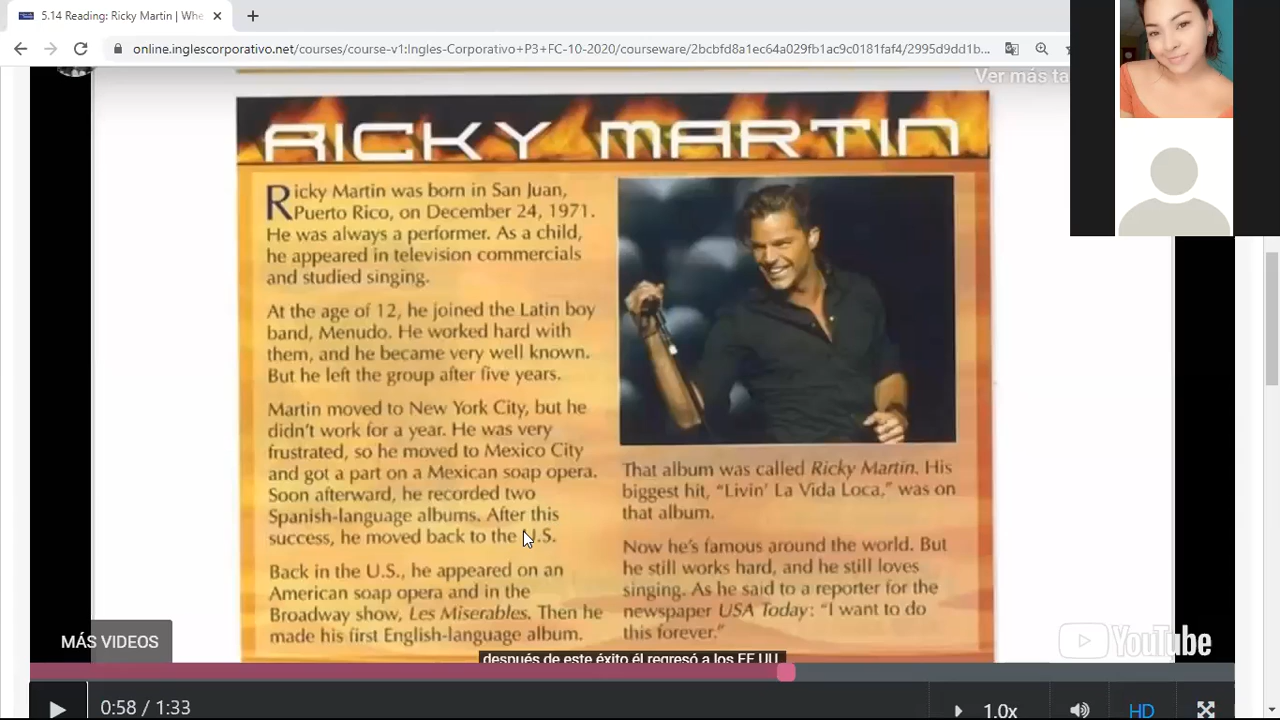 5.14 Reading: Ricky Martin | Whe
online.inglescorporativo.net/courses/course-v1:Ingles-Corporativo+P3+FC-10-2020/courseware/2bcbfd8a1ec64a029fb1ac9c0181faf4/2995d9dd1b...
Ver más ta
RICKY MARTIN
Ricky Martin was born in San Juan,
Puerto Rico, on December 24, 1971.
He was always a performer. As a child,
he appeared in television commercials
and studied singing.
At the age of 12, he joined the Latin boy
band, Menudo. He worked hard with
them, and he became very well known.
But he left the group after five years.
Martin moved to New York City, but he
didn't work for a year. He was very
frustrated, so he moved to Mexico City
and got a part on a Mexican soap opera.
Soon afterward, he recorded two
Spanish-language albums. After this
success, he moved back to the U.S.
Back in the U.S., he appeared on an
American soap opera and in the
Broadway show, Les Miserables. Then he
made his first English-language album.
That album was called Ricky Martin. His
biggest hit, "Livin' La Vida Loca," was on
that album.
Now he's famous around the world. But
he still works hard, and he still loves
singing. As he said to a reporter for the
newspaper USA Today: "I want to do
this forever."
MÁS VIDEOS
YouTube
después de este éxito él regresó a los EE.UU
0:58 / 1:33
1.0x
HD